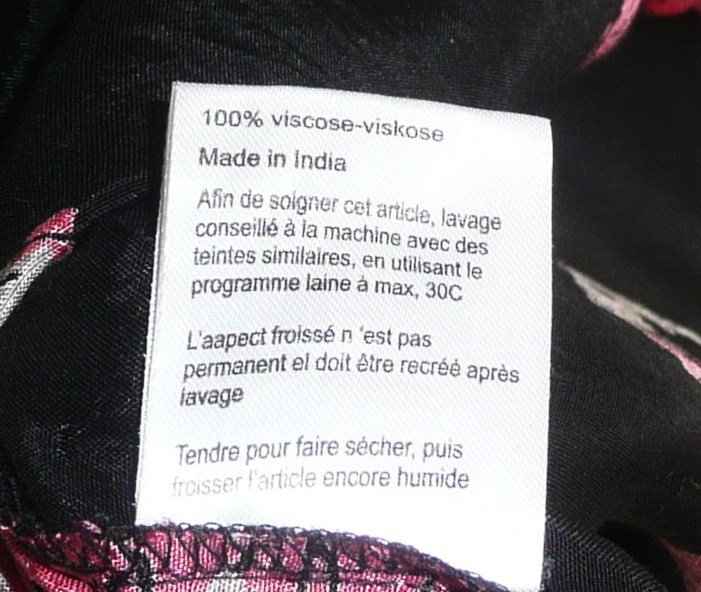 100% viscose-viskose
Made in India
Afin de soigner cet article, lavage
conseillé à la machine avec des
teintes similaires, en utilisant le
programme laine à max, 30C
L'aapect froissé n 'est pas
permanent el doit être recréé après
lavage
Tendre pour faire sécher, puis
froisser l'article encore humide